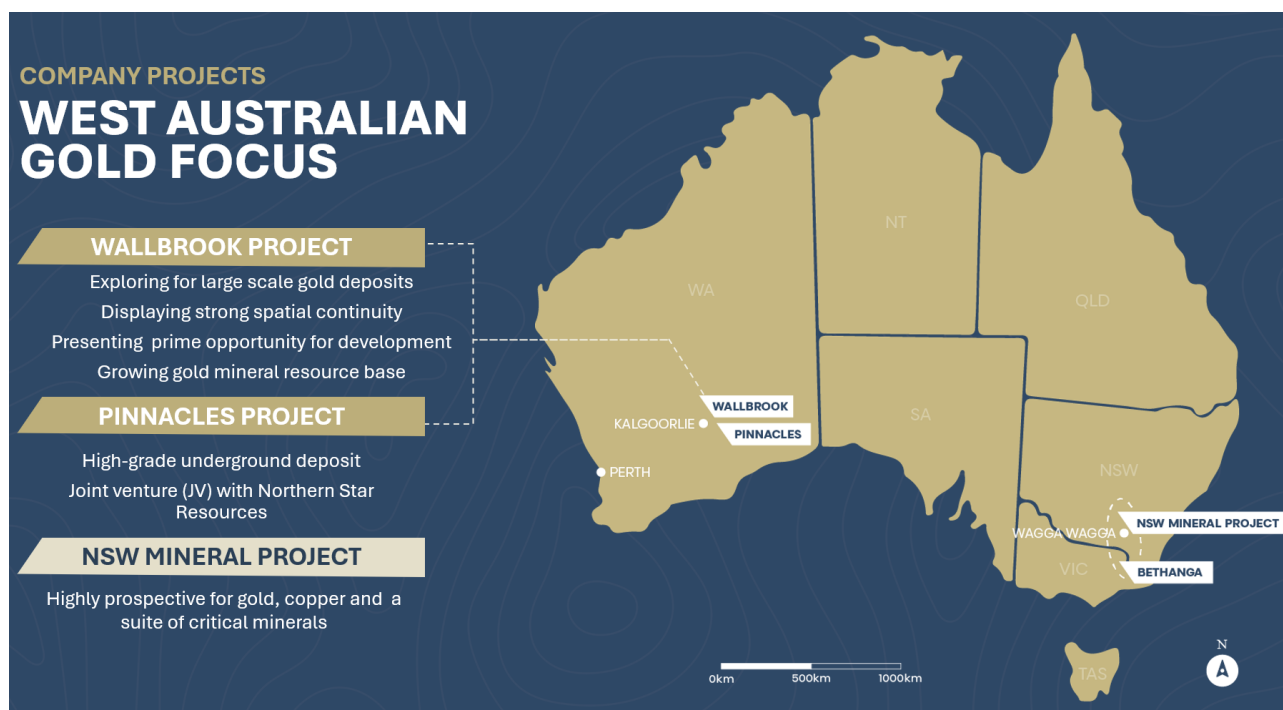 COMPANY PROJECTS
WEST AUSTRALIAN
GOLD FOCUS
WALLBROOK PROJECT
Exploring for large scale gold deposits
Displaying strong spatial continuity
Presenting prime opportunity for development
Growing gold mineral resource base
PINNACLES PROJECT
High-grade underground deposit
Joint venture (JV) with Northern Star
Resources
NSW MINERAL PROJECT
Highly prospective for gold, copper and a
suite of critical minerals
NT
WA
QLD
WALLBROOK
SA
KALGOORLIE
PINNACLES
PERTH
NSW
NSW MINERAL PROJECT
WAGGA WAGGA
VIC
BETHANGA
TAS
N
0km
500km
1000km